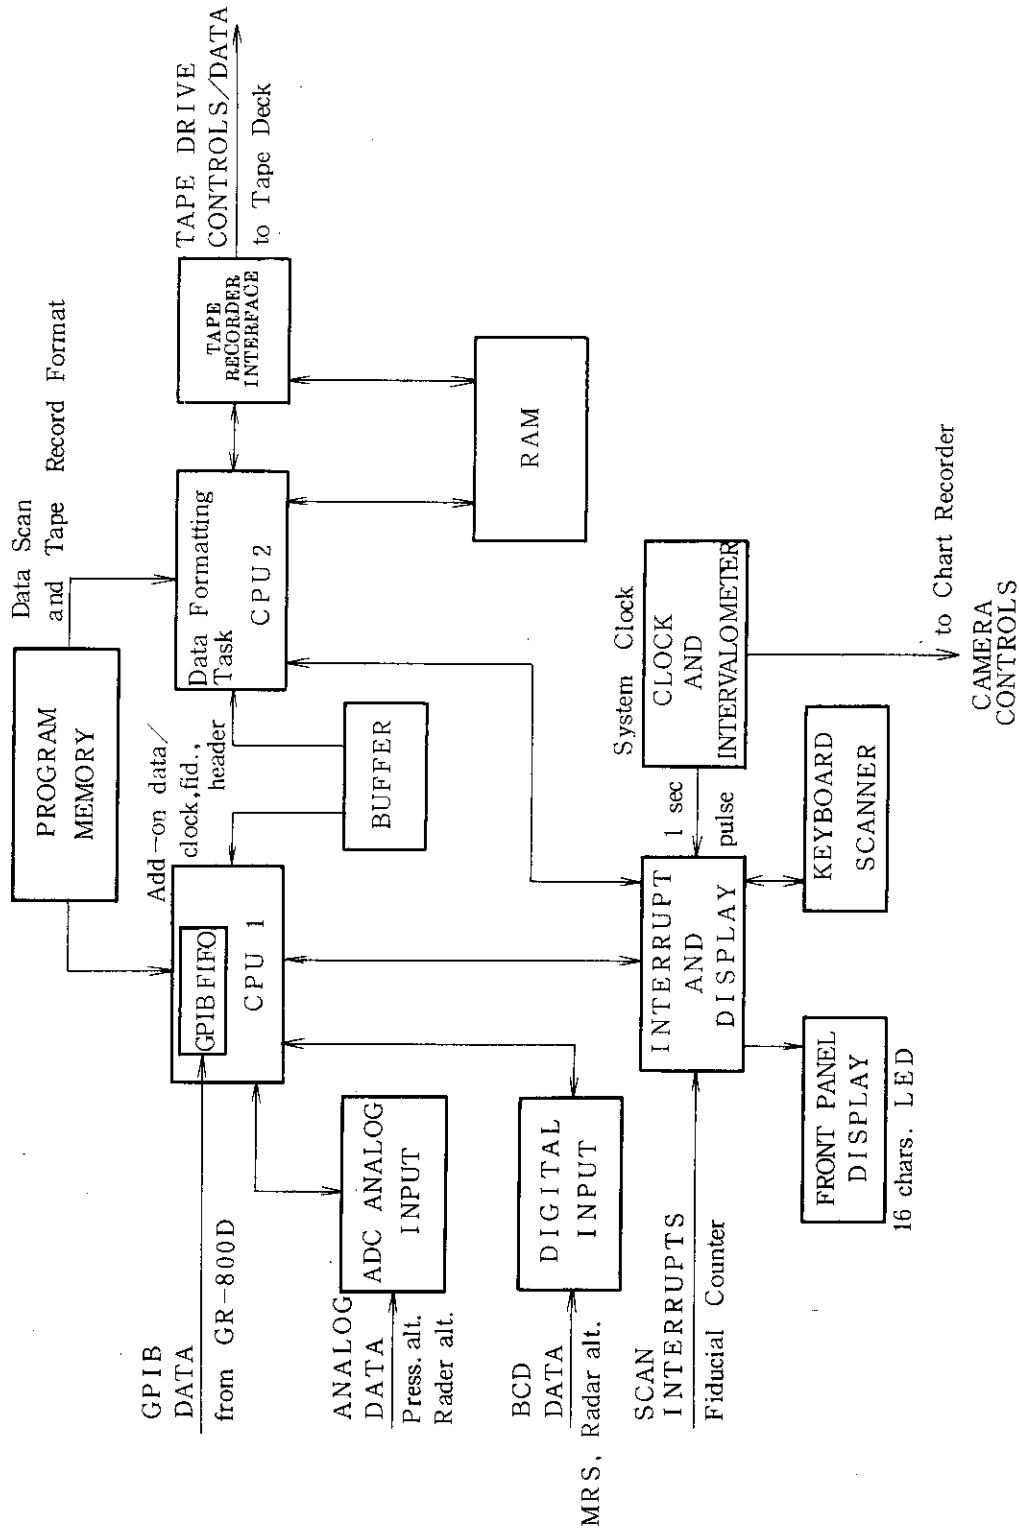 Data Scan
and Tape Record Format
PROGRAM
MEMORY
TAPE DRIVE
CONTROLS/DATA
to Tape Deck
GPIB
DATA
from GR-800D
GPIBFIFO
CPU 1
Add-on data/
clock,fid.,
header
Data Formatting
Task
CPU2
TAPE
RECORDER
INTERFACE
BUFFER
RAM
ANALOG
DATA
Press. alt.
Rader alt.
ADC ANALOG
INPUT
BCD
DATA
MRS, Radar alt.
DIGITAL
INPUT
SCAN
INTERRUPTS
Fiducial Counter
INTERRUPT
AND
DISPLAY
1 sec
pulse
System Clock
CLOCK
AND
INTERVALOMETER
FRONT PANEL
DISPLAY
16 chars. LED
KEYBOARD
SCANNER
to Chart Recorder
CAMERA
CONTROLS